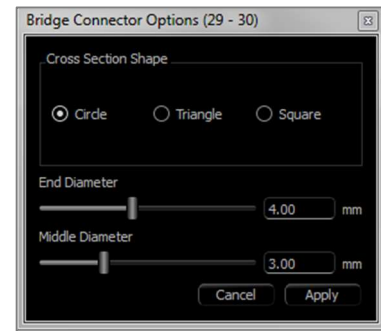 Bridge Connector Options (29 - 30)
Cross Section Shape
Circle Triangle Square
End Diameter
4.00 mm
Middle Diameter
3.00 mm
Cancel Apply